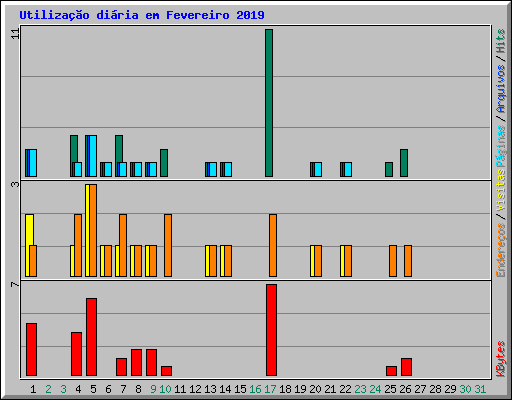 Utilização diária em Fevereiro 2019
11
3
7
Endereços / Visitas Páginas / Arquivos / Hits
KBytes
1 2 3 4 5 6 7 8 9 10 11 12 13 14 15 16 17 18 19 20 21 22 23 24 25 26 27 28 29 30 31